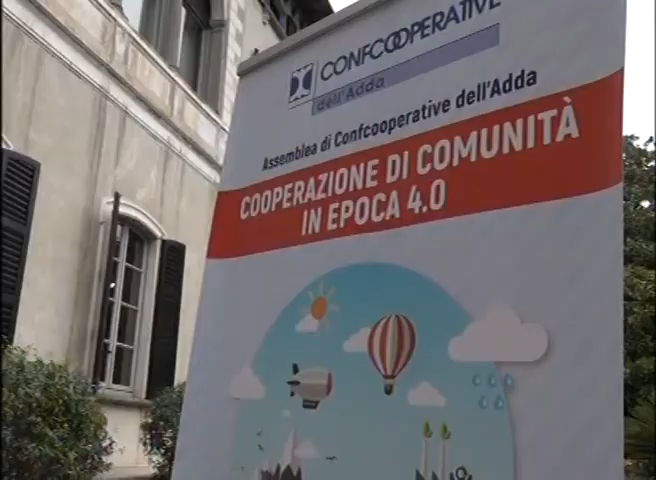 CONFCOOPERATIVE
dell'Adda
Assemblea di Confcooperative dell'Adda
COOPERAZIONE DI COMUNITÀ
IN EPOCA 4.0